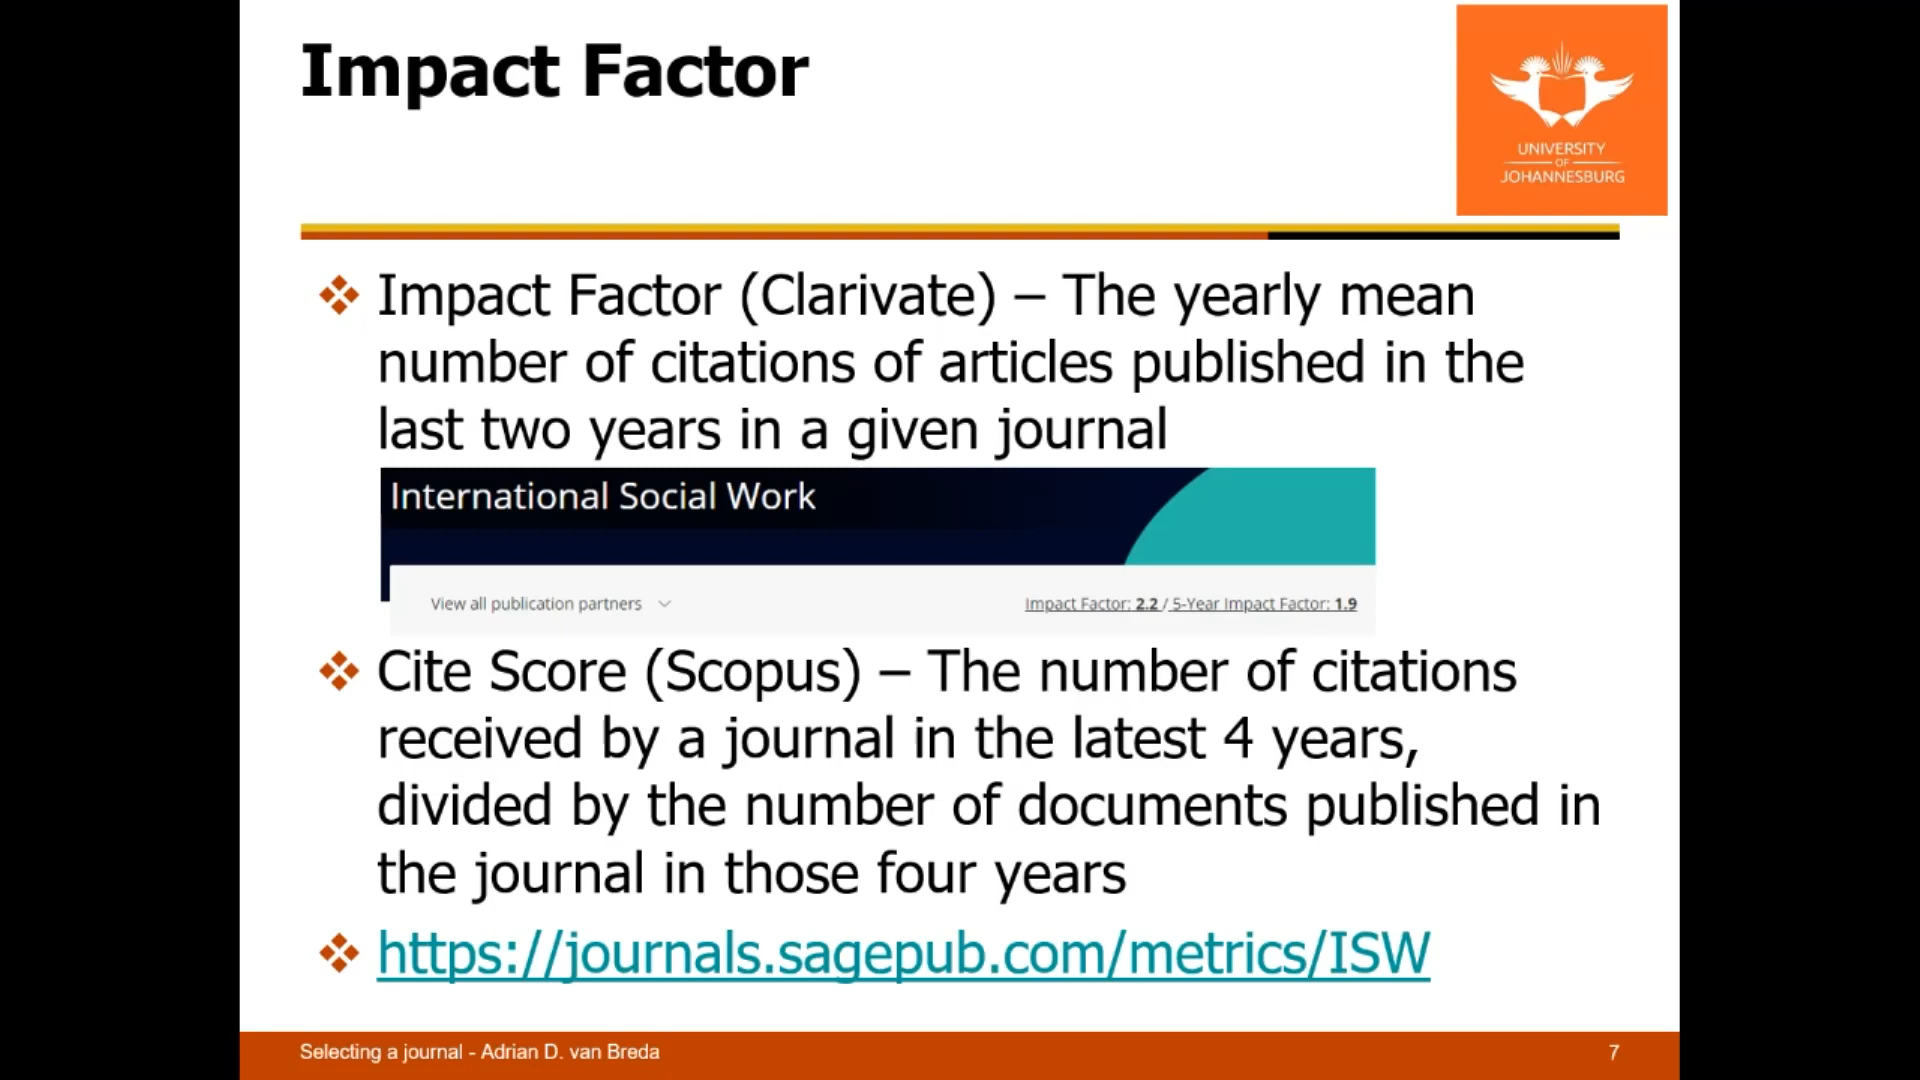 Impact Factor
UNIVERSITY
OF
JOHANNESBURG
Impact Factor (Clarivate) – The yearly mean
number of citations of articles published in the
last two years in a given journal
International Social Work
View all publication partners
Impact Factor: 2.2 / 5-Year Impact Factor: 1.9
Cite Score (Scopus) – The number of citations
received by a journal in the latest 4 years,
divided by the number of documents published in
the journal in those four years
https://journals.sagepub.com/metrics/ISW
Selecting a journal - Adrian D. van Breda
7